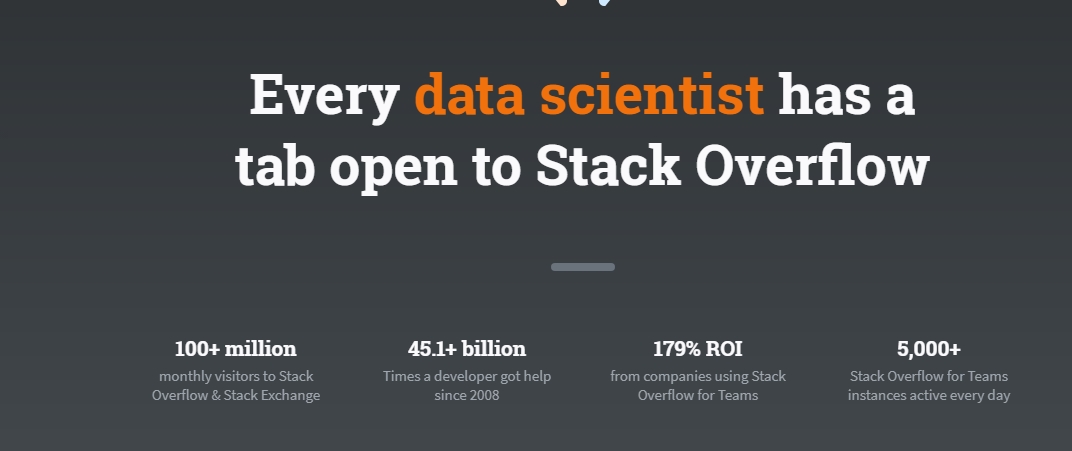 Every data scientist has a
tab open to Stack Overflow
100+ million
monthly visitors to Stack
Overflow & Stack Exchange
45.1+ billion
Times a developer got help
since 2008
179% ROI
from companies using Stack
Overflow for Teams
5,000+
Stack Overflow for Teams
instances active every day